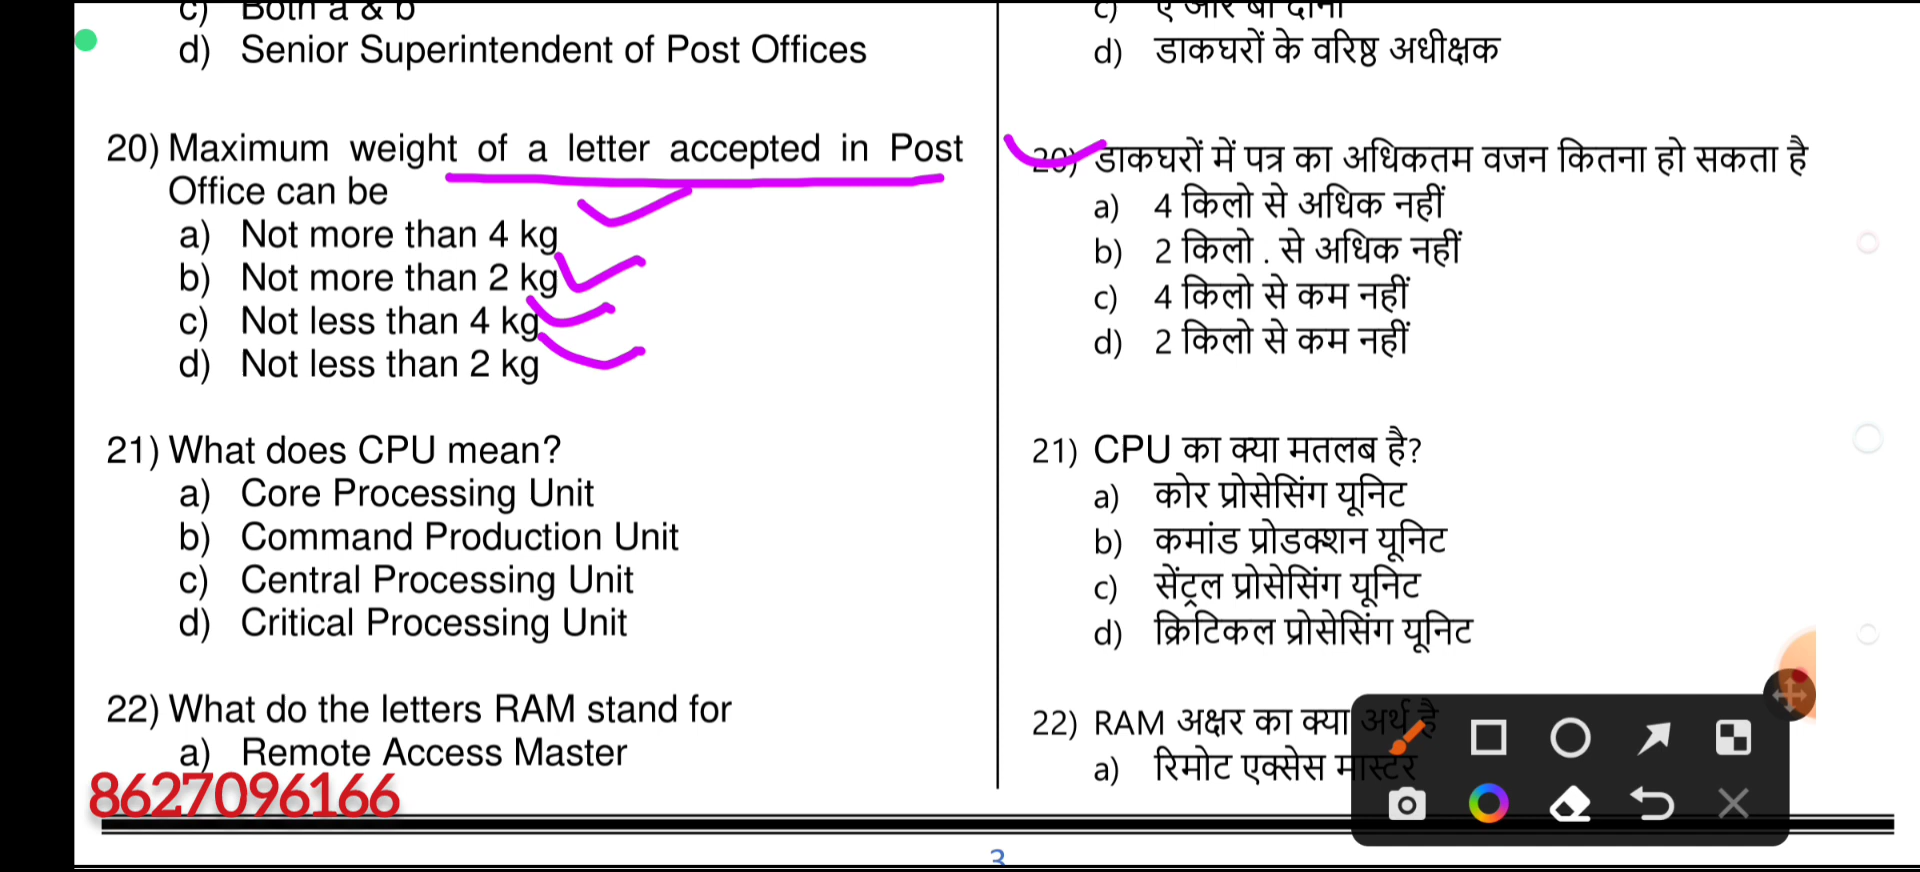 c) Both a & b
d) Senior Superintendent of Post Offices
20) Maximum weight of a letter accepted in Post
Office can be
a) Not more than 4 kg
b) Not more than 2 kg
c) Not less than 4 kg
d) Not less than 2 kg
21) What does CPU mean?
a) Core Processing Unit
b) Command Production Unit
c) Central Processing Unit
d) Critical Processing Unit
22) What do the letters RAM stand for
a) Remote Access Master
8627096166
c) ए और बी दोनों
d) डाकघरों के वरिष्ठ अधीक्षक
20) डाकघरों में पत्र का अधिकतम वजन कितना हो सकता है
a) 4 किलो से अधिक नहीं
b) 2 किलो . से अधिक नहीं
c) 4 किलो से कम नहीं
d) 2 किलो से कम नहीं
21) CPU का क्या मतलब है?
a) कोर प्रोसेसिंग यूनिट
b) कमांड प्रोडक्शन यूनिट
c) सेंट्रल प्रोसेसिंग यूनिट
d) क्रिटिकल प्रोसेसिंग यूनिट
22) RAM अक्षर का क्या अर्थ है
a) रिमोट एक्सेस मास्टर
3